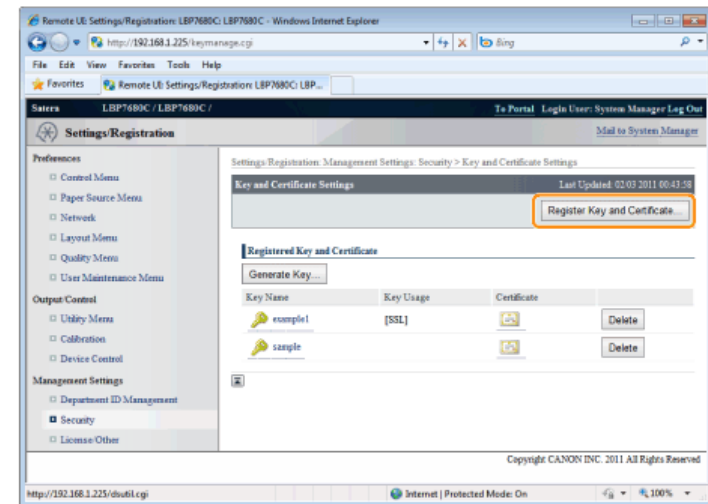 Remote UI: Settings/Registration: LBP7680C: LBP7680C - Windows Internet Explorer
http://192.168.1.225/keymanage.cgi
Bing
File Edit View Favorites Tools Help
Favorites Remote UI: Settings/Registration: LBP7680C: LBP...
Satera LBP7680C / LBP7680C / To Portal Login User: System Manager Log Out
Settings/Registration Mail to System Manager
Preferences
Control Menu
Paper Source Menu
Network
Layout Menu
Quality Menu
User Maintenance Menu
Output/Control
Utility Menu
Calibration
Device Control
Management Settings
Department ID Management
Security
License/Other
Settings/Registration: Management Settings: Security > Key and Certificate Settings
Key and Certificate Settings Last Updated: 02/03 2011 00:43:58
Register Key and Certificate...
Registered Key and Certificate
Generate Key...
Key Name Key Usage Certificate
example1 [SSL] Delete
sample Delete
Copyright CANON INC. 2011 All Rights Reserved
http://192.168.1.225/dsutil.cgi Internet | Protected Mode: On 100%